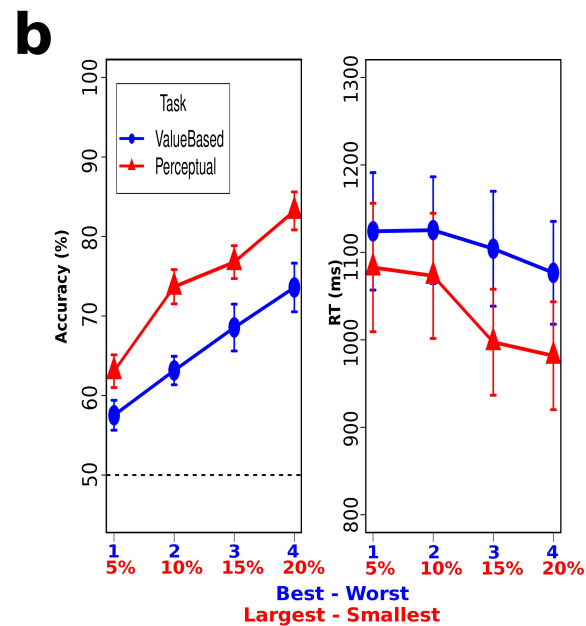 b
Task
ValueBased
Perceptual
Accuracy (%)
100
90
80
70
60
50
1 2 3 4
5% 10% 15% 20%
RT (ms)
1300
1200
1100
1000
900
800
1 2 3 4
5% 10% 15% 20%
Best - Worst
Largest - Smallest